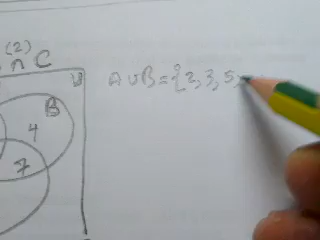 (2)
∩ C
U
A ∪ B = {2, 3, 5,
B
4
7